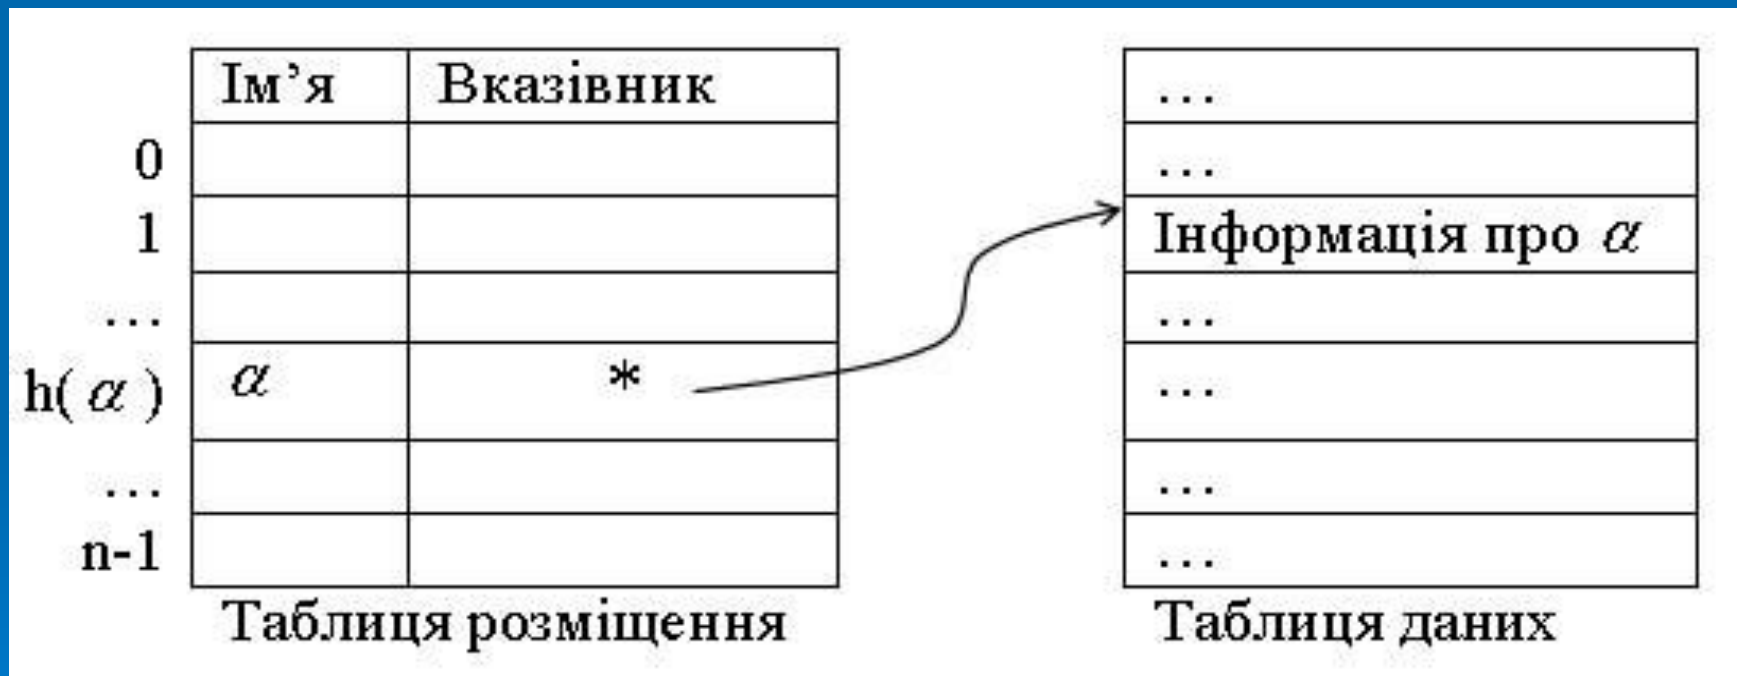 Ім’я Вказівник …
0 …
1 Інформація про α
… …
h( α ) α * …
… …
n-1 …
Таблиця розміщення Таблиця даних